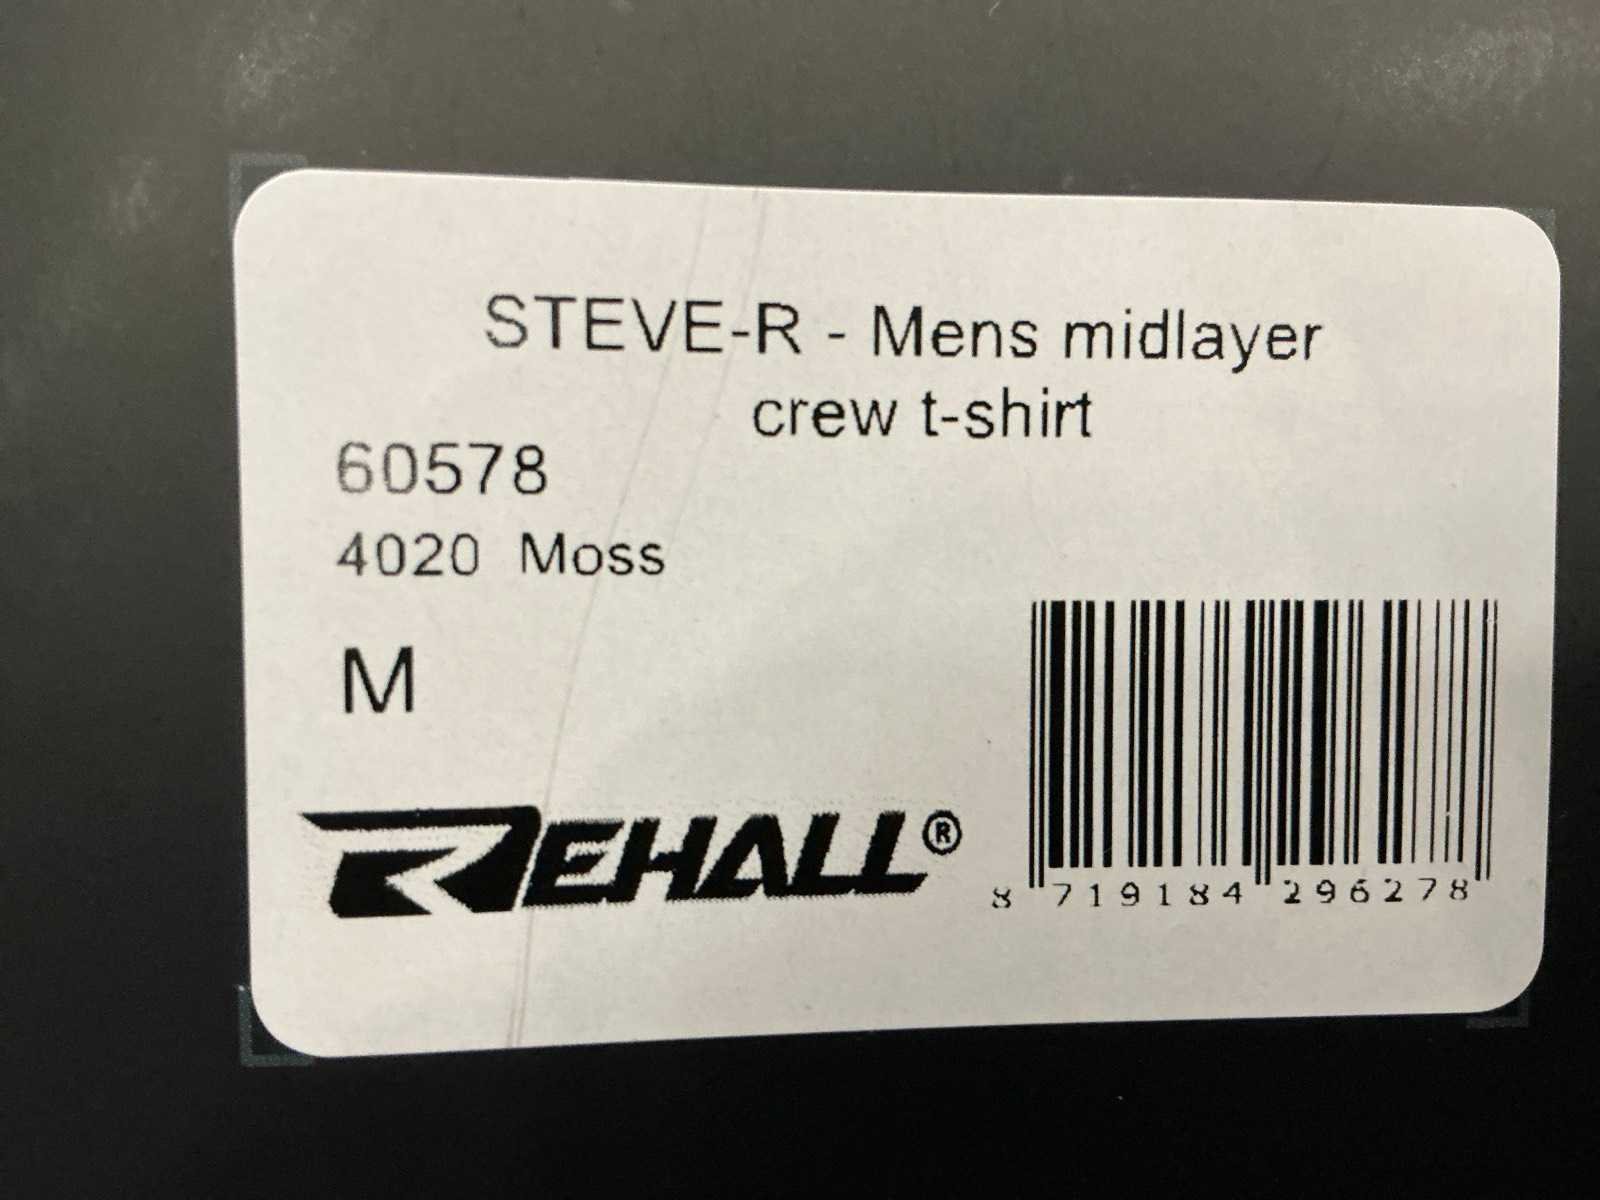 STEVE-R - Mens midlayer
crew t-shirt
60578
4020 Moss
M
REHALL®
8 719184 296278